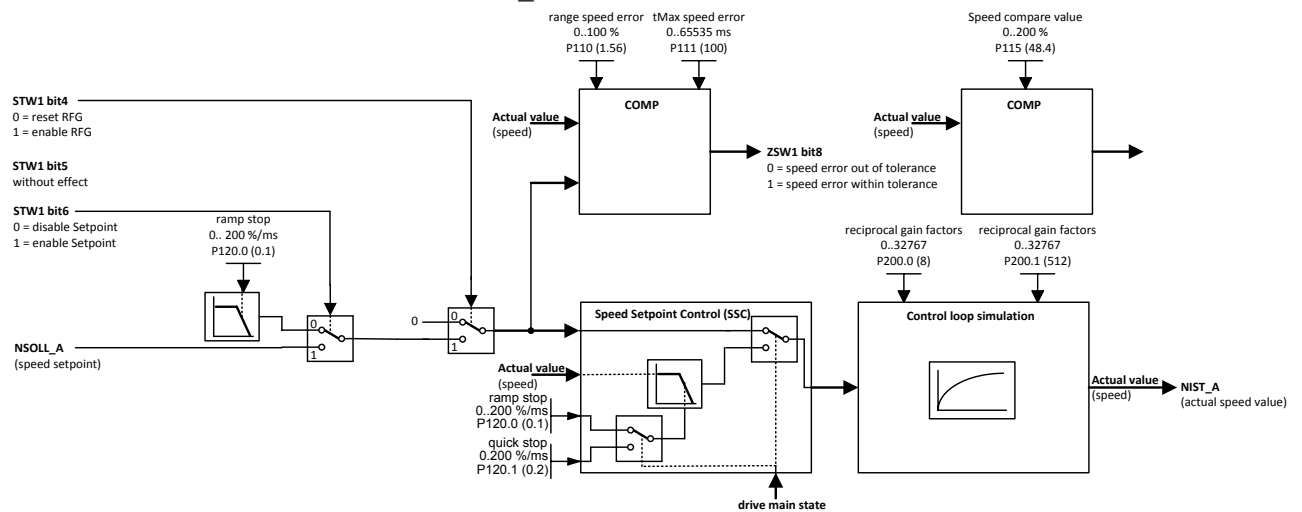 range speed error
0..100 %
P110 (1.56)
tMax speed error
0..65535 ms
P111 (100)
Speed compare value
0..200 %
P115 (48.4)
STW1 bit4
0 = reset RFG
1 = enable RFG
COMP
Actual value
(speed)
ZSW1 bit8
0 = speed error out of tolerance
1 = speed error within tolerance
COMP
Actual value
(speed)
STW1 bit5
without effect
STW1 bit6
0 = disable Setpoint
1 = enable Setpoint
ramp stop
0.. 200 %/ms
P120.0 (0.1)
reciprocal gain factors
0..32767
P200.0 (8)
reciprocal gain factors
0..32767
P200.1 (512)
0
1
NSOLL_A
(speed setpoint)
0
0
1
Speed Setpoint Control (SSC)
Actual value
(speed)
ramp stop
0..200 %/ms
P120.0 (0.1)
quick stop
0.200 %/ms
P120.1 (0.2)
drive main state
Control loop simulation
Actual value
(speed)
NIST_A
(actual speed value)